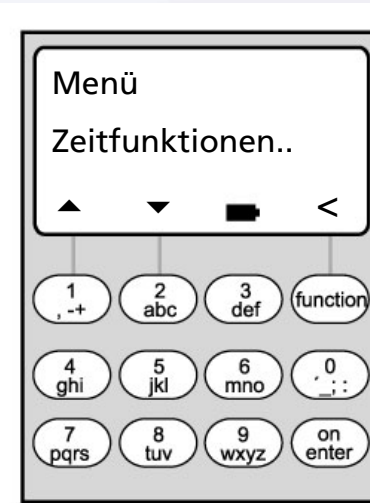 Menü
Zeitfunktionen..
<
1 2 3 function
, -+ abc def
4 5 6 0
ghi jkl mno ´_; :
7 8 9 on
pqrs tuv wxyz enter